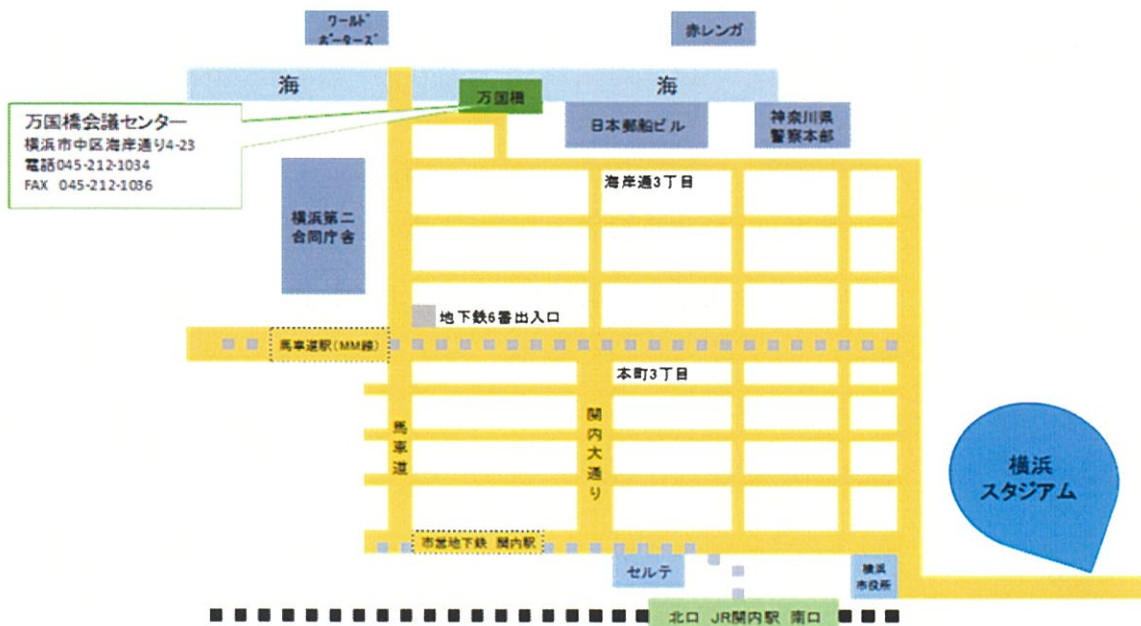 ワールド
ポーターズ
赤レンガ
海
海
万国橋
万国橋会議センター
横浜市中区海岸通り4-23
電話045-212-1034
FAX 045-212-1036
日本郵船ビル
神奈川県
警察本部
海岸通3丁目
横浜第二
合同庁舎
地下鉄6番出入口
馬車道駅(MM線)
本町3丁目
馬車道
関内大通り
横浜
スタジアム
市営地下鉄 関内駅
セルテ
横浜
市役所
北口 JR関内駅 南口